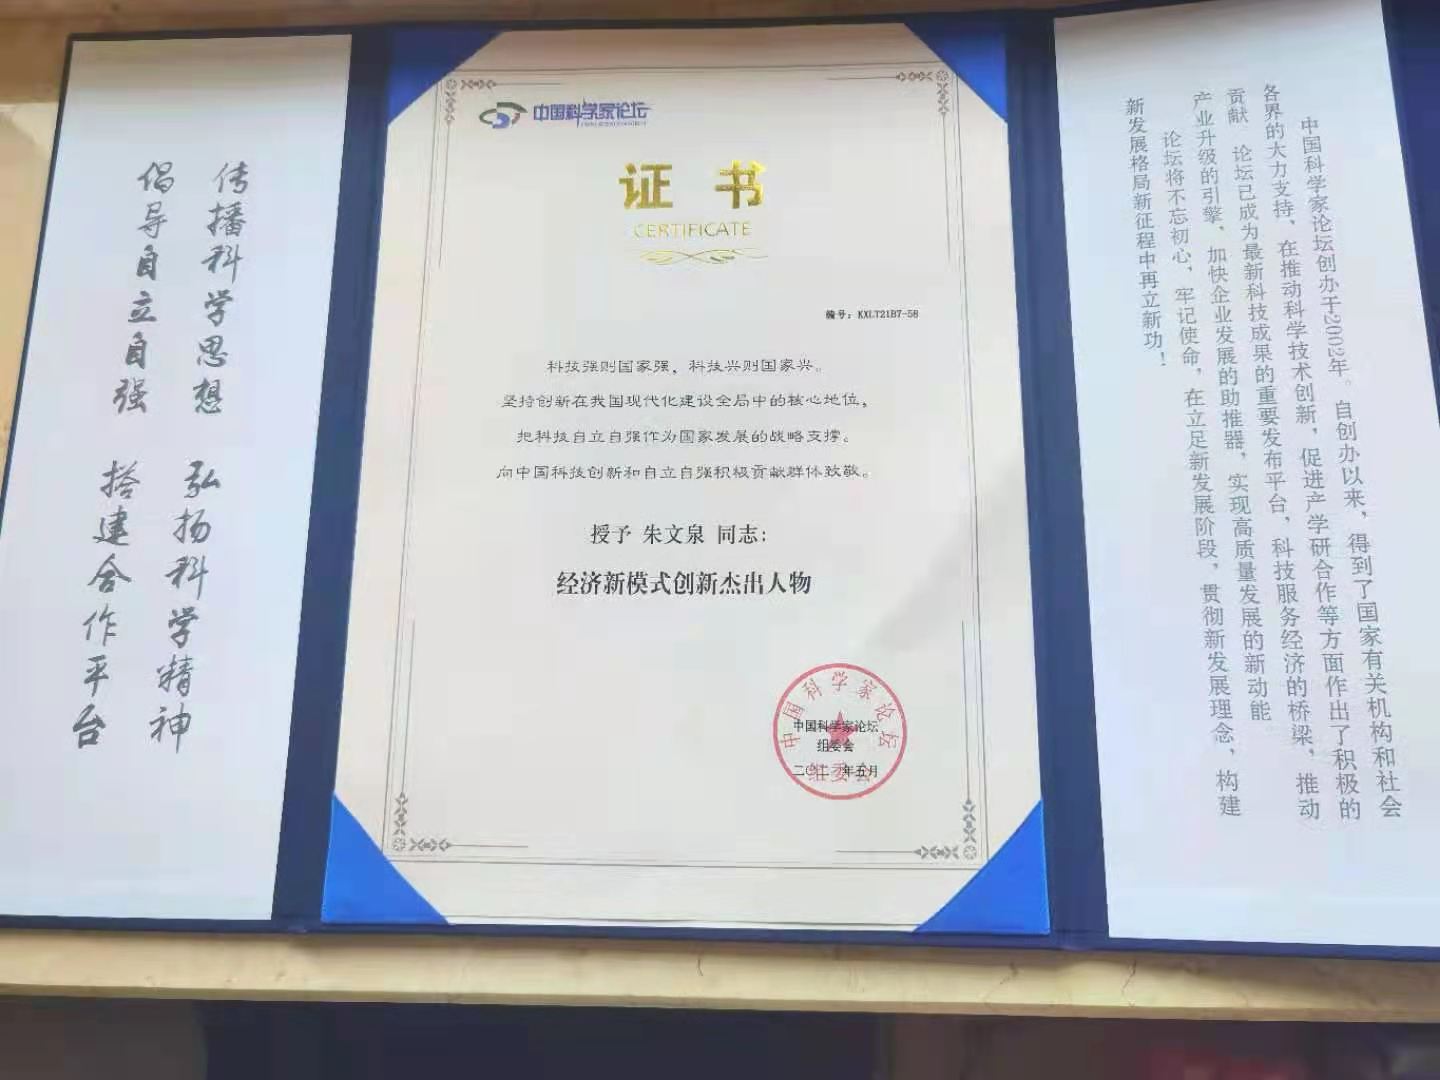 传播科学思想 弘扬科学精神
倡导自立自强 搭建合作平台
中国科学家论坛
证书
CERTIFICATE
编号：KXLT21B7-58
科技强则国家强，科技兴则国家兴。
坚持创新在我国现代化建设全局中的核心地位，
把科技自立自强作为国家发展的战略支撑。
向中国科技创新和自立自强积极贡献群体致敬。
授予 朱文泉 同志：
经济新模式创新杰出人物
中国科学家论坛
组委会
年五月
中国科学家论坛
组委会
中国科学家论坛创办于2002年。自创办以来，得到了国家有关机构和社会
各界的大力支持、在推动科学技术创新，促进产学研合作等方面作出了积极的
贡献、论坛已成为最新科技成果的重要发布平台，科技服务经济的桥梁，推动
产业升级的引擎、加快企业发展的助推器，实现高质量发展的新动能
论坛将不忘初心，牢记使命，在立足新发展阶段，贯彻新发展理念，构建
新发展格局新征程中再立新功！